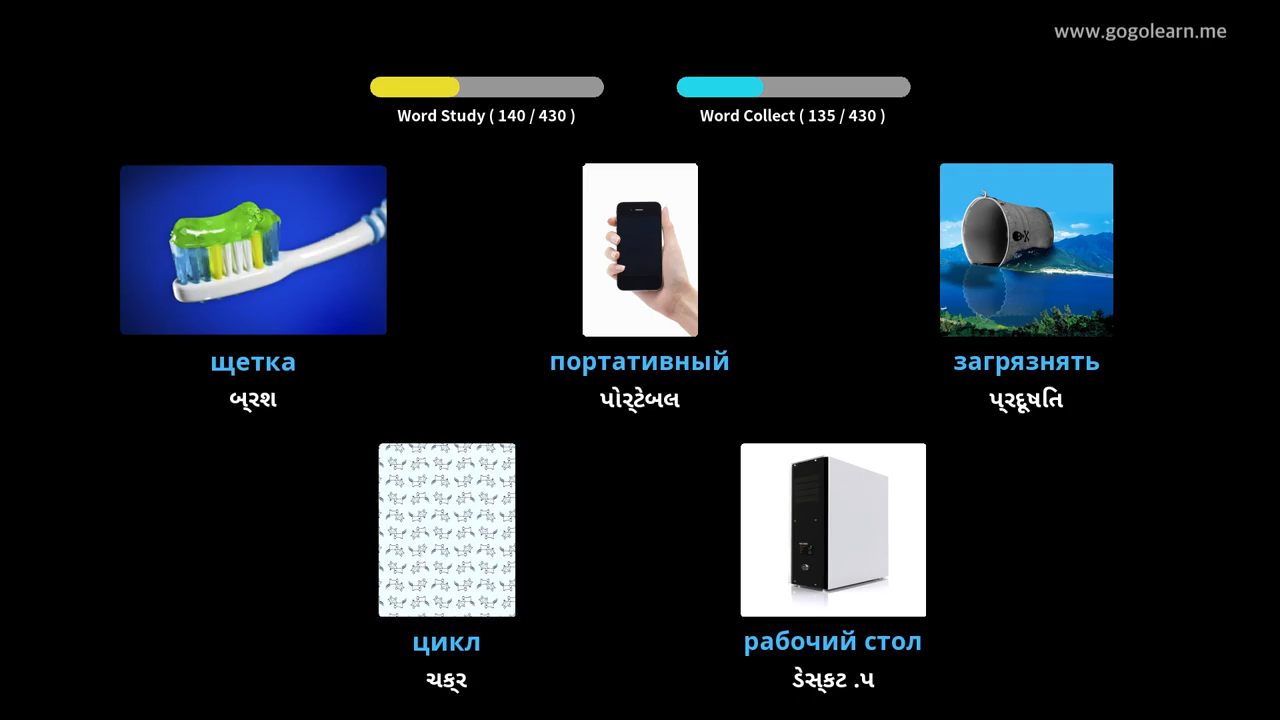 www.gogolearn.me
Word Study ( 140 / 430 )
Word Collect ( 135 / 430 )
щетка
портативный
загрязнять
બ્રશ
પોર્ટેબલ
પ્રદૂષતિ
цикл
рабочий стол
ચક્ર
ડેસ્કટ .પ